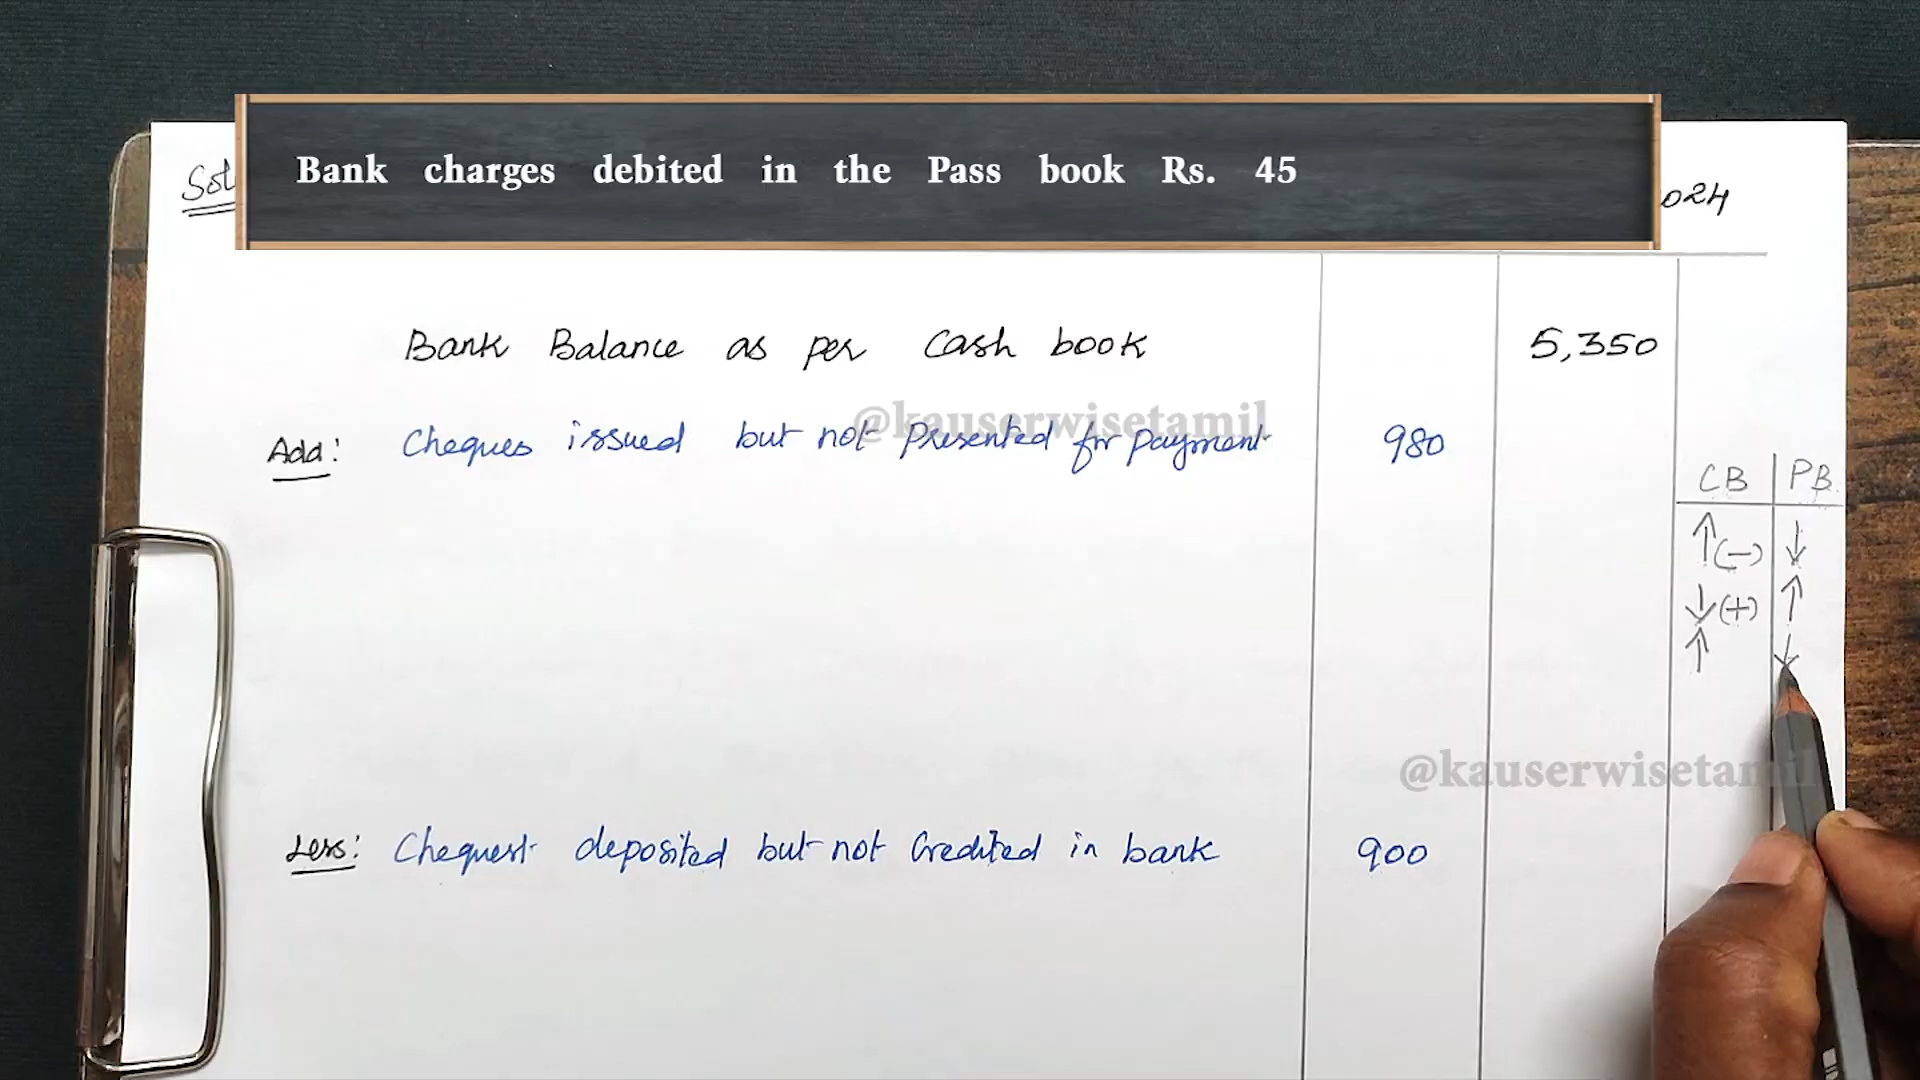 Bank charges debited in the Pass book Rs. 45
Sol
024
Bank Balance as per Cash book 5,350
@kauserwisetamil
Add: Cheques issued but not presented for payment 980
CB PB
↑(-) ↓
↓(+) ↑
↑ ↓
@kauserwisetamil
Less: Chequest deposited but not Credited in bank 900